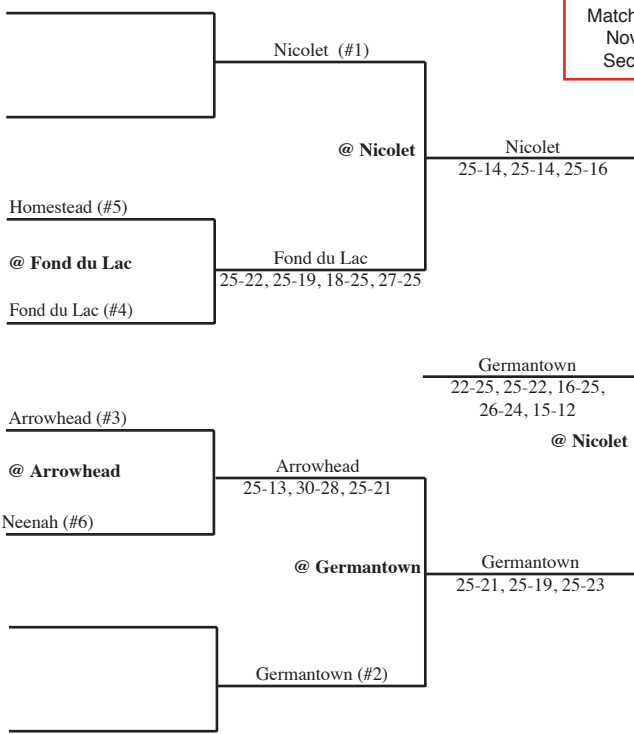 Match
Nov
Sec
Nicolet (#1)
@ Nicolet
Nicolet
25-14, 25-14, 25-16
Homestead (#5)
@ Fond du Lac
Fond du Lac
25-22, 25-19, 18-25, 27-25
Fond du Lac (#4)
Germantown
22-25, 25-22, 16-25,
26-24, 15-12
@ Nicolet
Arrowhead (#3)
@ Arrowhead
Arrowhead
25-13, 30-28, 25-21
Neenah (#6)
@ Germantown
Germantown
25-21, 25-19, 25-23
Germantown (#2)